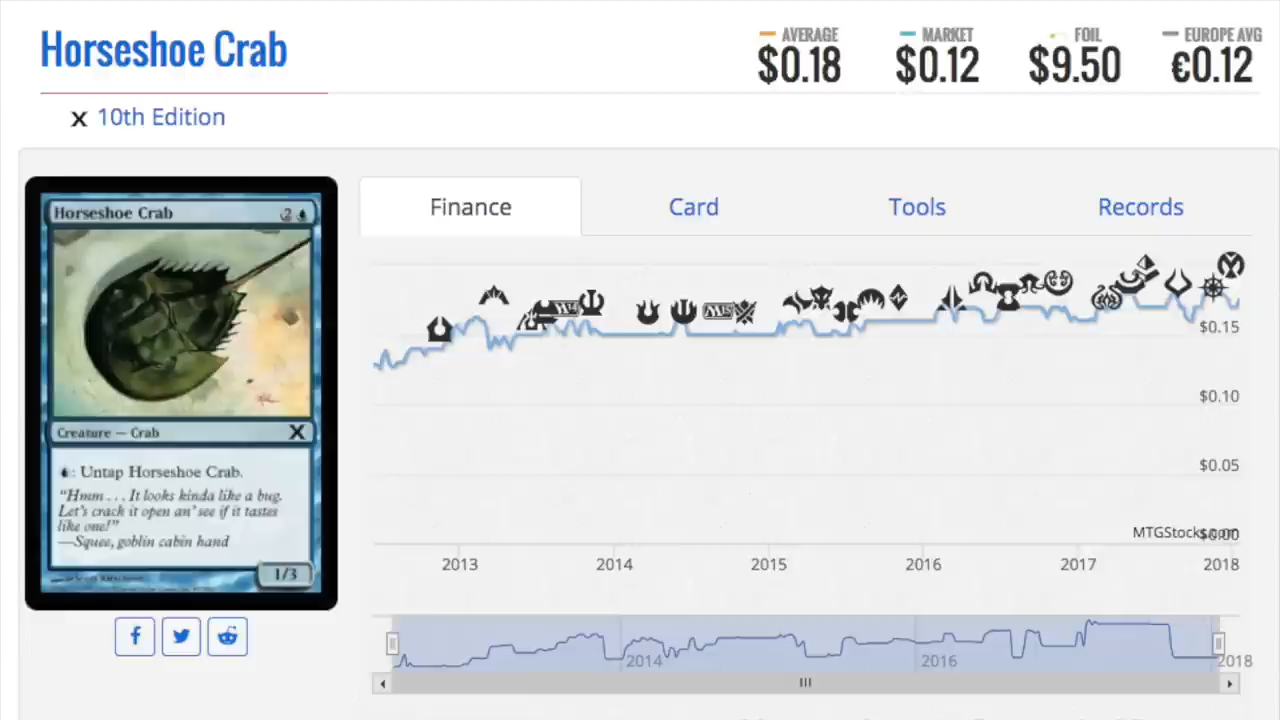 Horseshoe Crab
AVERAGE
$0.18
MARKET
$0.12
FOIL
$9.50
EUROPE AVG
€0.12
X 10th Edition
Horseshoe Crab 2
Creature — Crab X
: Untap Horseshoe Crab.
"Hmm . . . It looks kinda like a bug.
Let's crack it open an' see if it tastes
like one!"
—Squee, goblin cabin hand
1/3
Finance
Card
Tools
Records
$0.15
$0.10
$0.05
MTGStocks.com
$0.00
2013 2014 2015 2016 2017 2018
2014 2016 2018